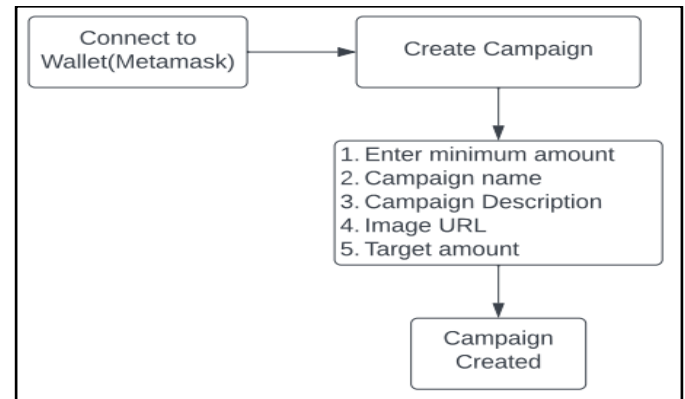 Connect to
Wallet(Metamask)
Create Campaign
1. Enter minimum amount
2. Campaign name
3. Campaign Description
4. Image URL
5. Target amount
Campaign
Created